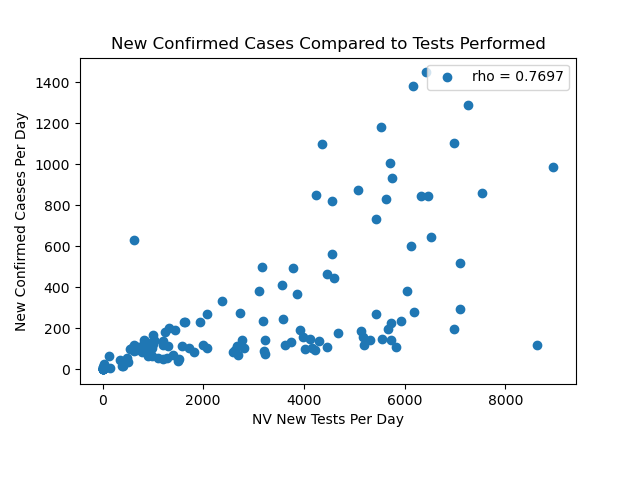 New Confirmed Cases Compared to Tests Performed
rho = 0.7697
1400
1200
1000
800
600
400
200
0
New Confirmed Caeses Per Day
0 2000 4000 6000 8000
NV New Tests Per Day